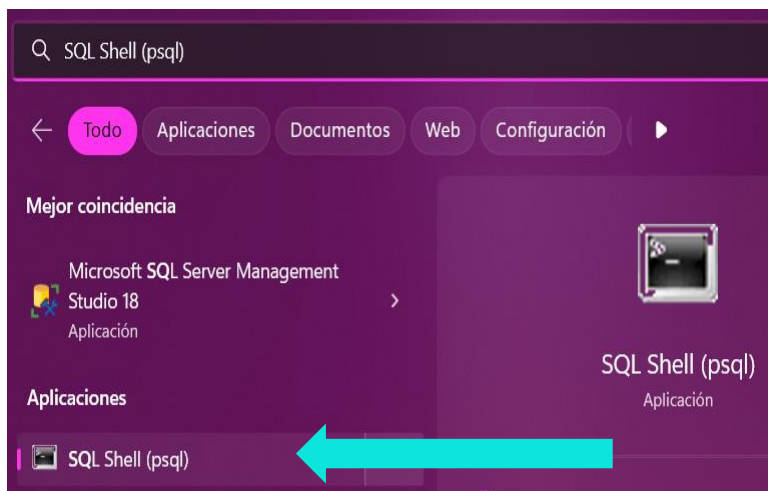 SQL Shell (psql)
Todo
Aplicaciones
Documentos
Web
Configuración
Mejor coincidencia
Microsoft SQL Server Management
Studio 18
Aplicación
SQL Shell (psql)
Aplicación
Aplicaciones
SQL Shell (psql)